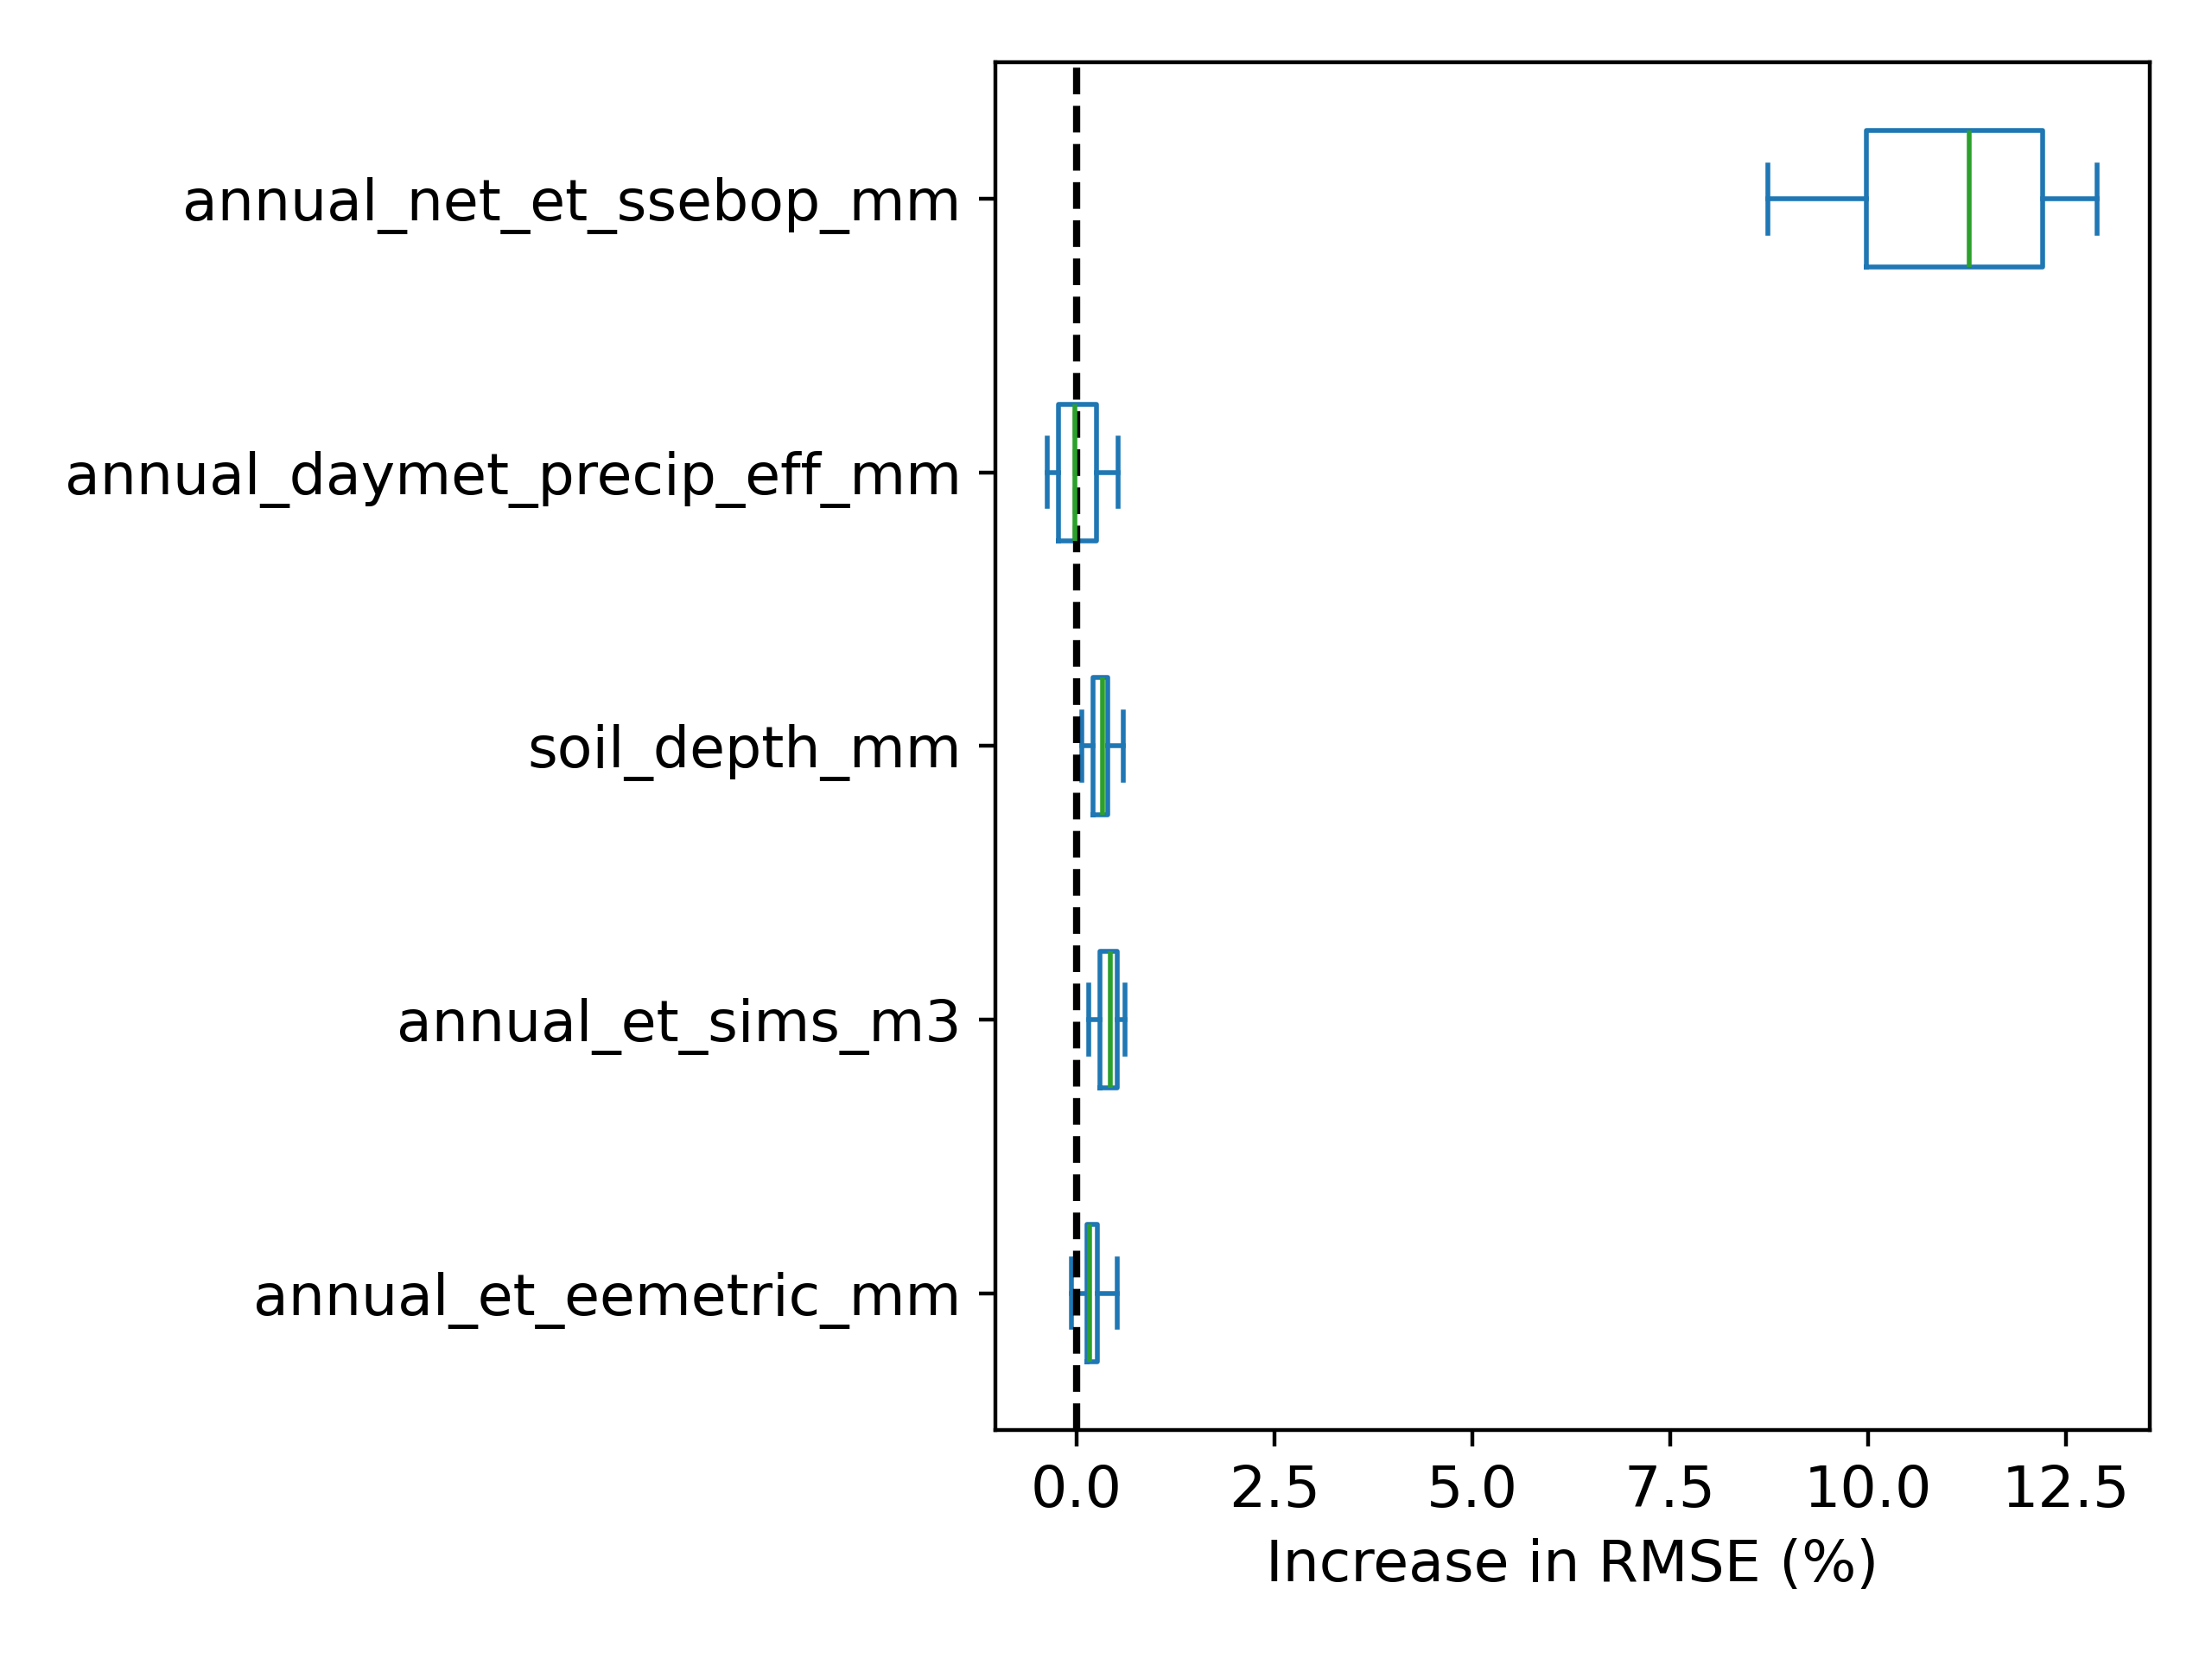 annual_net_et_ssebop_mm
annual_daymet_precip_eff_mm
soil_depth_mm
annual_et_sims_m3
annual_et_eemetric_mm
0.0 2.5 5.0 7.5 10.0 12.5
Increase in RMSE (%)